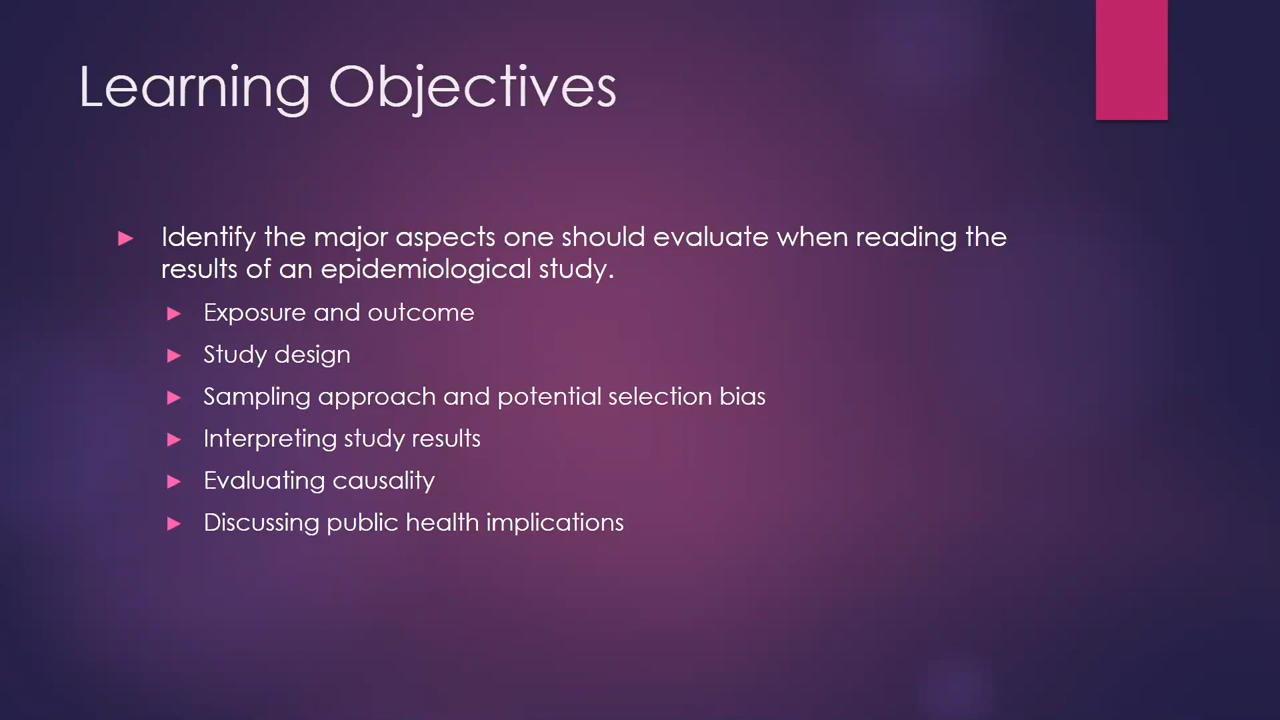 Learning Objectives
Identify the major aspects one should evaluate when reading the
results of an epidemiological study.
Exposure and outcome
Study design
Sampling approach and potential selection bias
Interpreting study results
Evaluating causality
Discussing public health implications